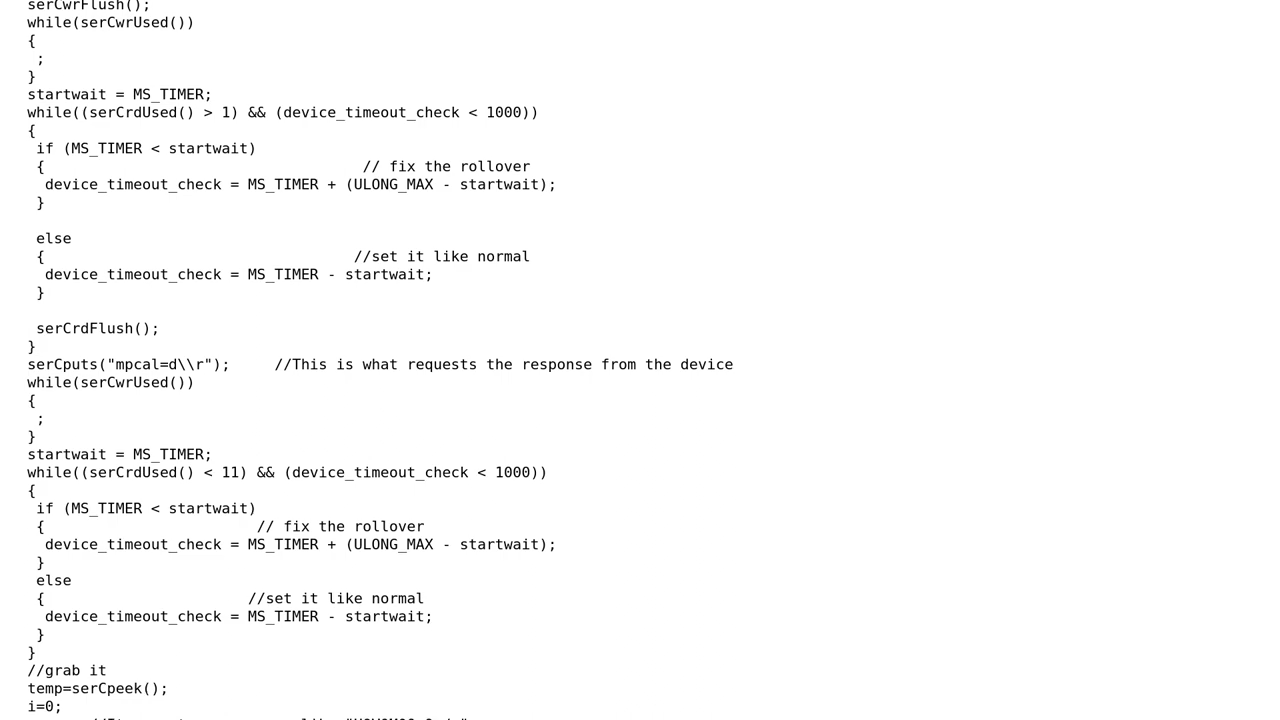 serCwrFlush();
while(serCwrUsed())
{
 ;
}
startwait = MS_TIMER;
while((serCrdUsed() > 1) && (device_timeout_check < 1000))
{
 if (MS_TIMER < startwait)
 {                                    // fix the rollover
  device_timeout_check = MS_TIMER + (ULONG_MAX - startwait);
 }

 else
 {                                   //set it like normal
  device_timeout_check = MS_TIMER - startwait;
 }

 serCrdFlush();
}
serCputs("mpcal=d\\r");     //This is what requests the response from the device
while(serCwrUsed())
{
 ;
}
startwait = MS_TIMER;
while((serCrdUsed() < 11) && (device_timeout_check < 1000))
{
 if (MS_TIMER < startwait)
 {                        // fix the rollover
  device_timeout_check = MS_TIMER + (ULONG_MAX - startwait);
 }
 else
 {                       //set it like normal
  device_timeout_check = MS_TIMER - startwait;
 }
}
//grab it
temp=serCpeek();
i=0;